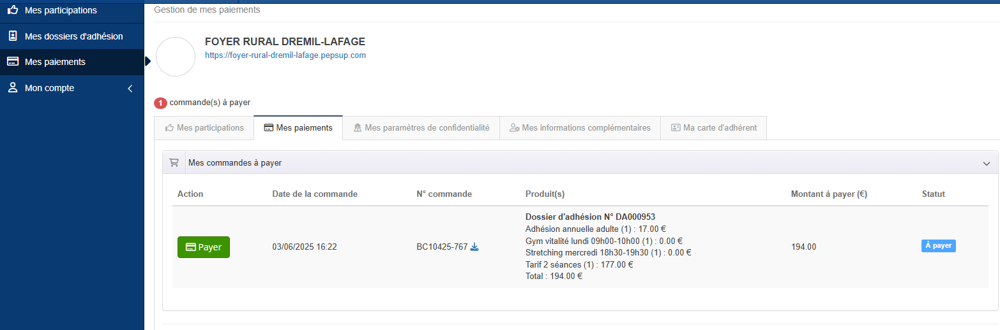 Mes participations
Mes dossiers d'adhésion
Mes paiements
Mon compte
Gestion de mes paiements
FOYER RURAL DREMIL-LAFAGE
https://foyer-rural-dremil-lafage.pepsup.com
1 commande(s) à payer
Mes participations Mes paiements Mes paramètres de confidentialité Mes informations complémentaires Ma carte d'adhérent
Mes commandes à payer
Action Date de la commande N° commande Produit(s) Montant à payer (€) Statut
Dossier d'adhésion N° DA000953
Adhésion annuelle adulte (1) : 17.00 €
Gym vitalité lundi 09h00-10h00 (1) : 0.00 €
Payer 03/06/2025 16:22 BC10425-767 194.00 À payer
Stretching mercredi 18h30-19h30 (1) : 0.00 €
Tarif 2 séances (1) : 177.00 €
Total : 194.00 €